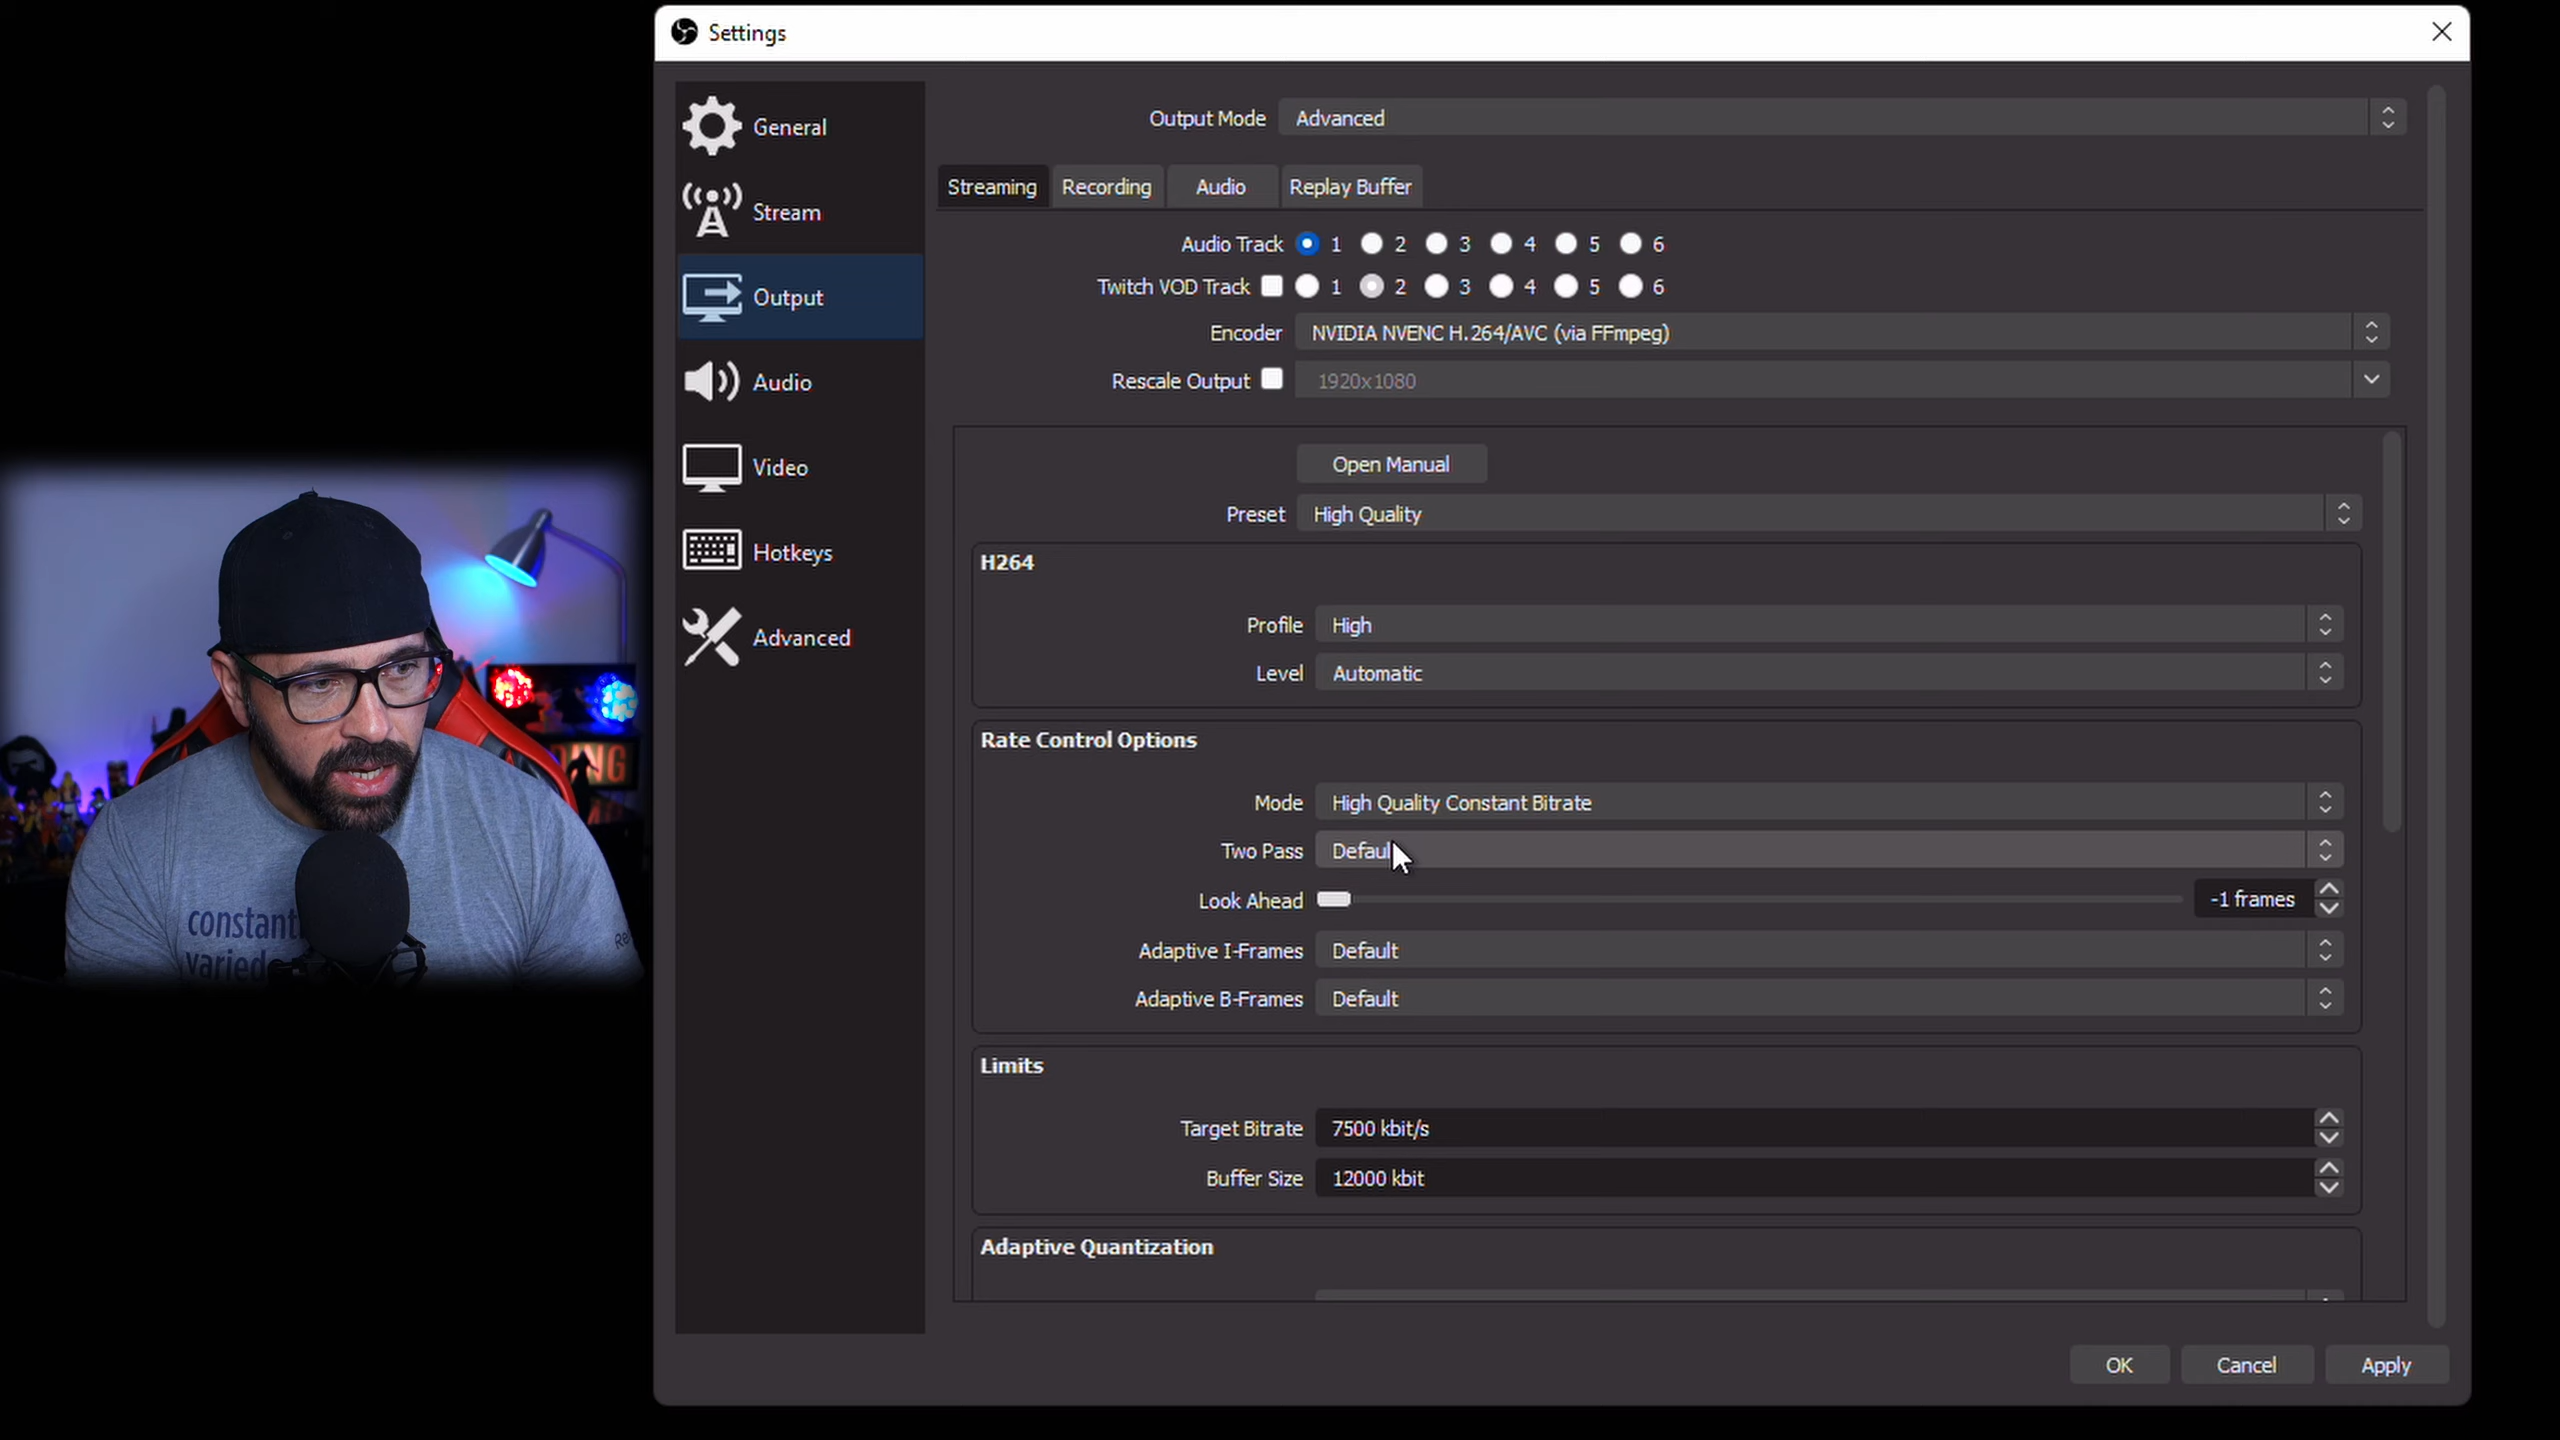 Settings
General
Stream
Output
Audio
Video
Hotkeys
Advanced
Output Mode Advanced
Streaming Recording Audio Replay Buffer
Audio Track 1 2 3 4 5 6
Twitch VOD Track 1 2 3 4 5 6
Encoder NVIDIA NVENC H.264/AVC (via FFmpeg)
Rescale Output 1920x1080
Open Manual
Preset High Quality
H264
Profile High
Level Automatic
Rate Control Options
Mode High Quality Constant Bitrate
Two Pass Default
Look Ahead -1 frames
Adaptive I-Frames Default
Adaptive B-Frames Default
Limits
Target Bitrate 7500 kbit/s
Buffer Size 12000 kbit
Adaptive Quantization
OK Cancel Apply
constant
varied